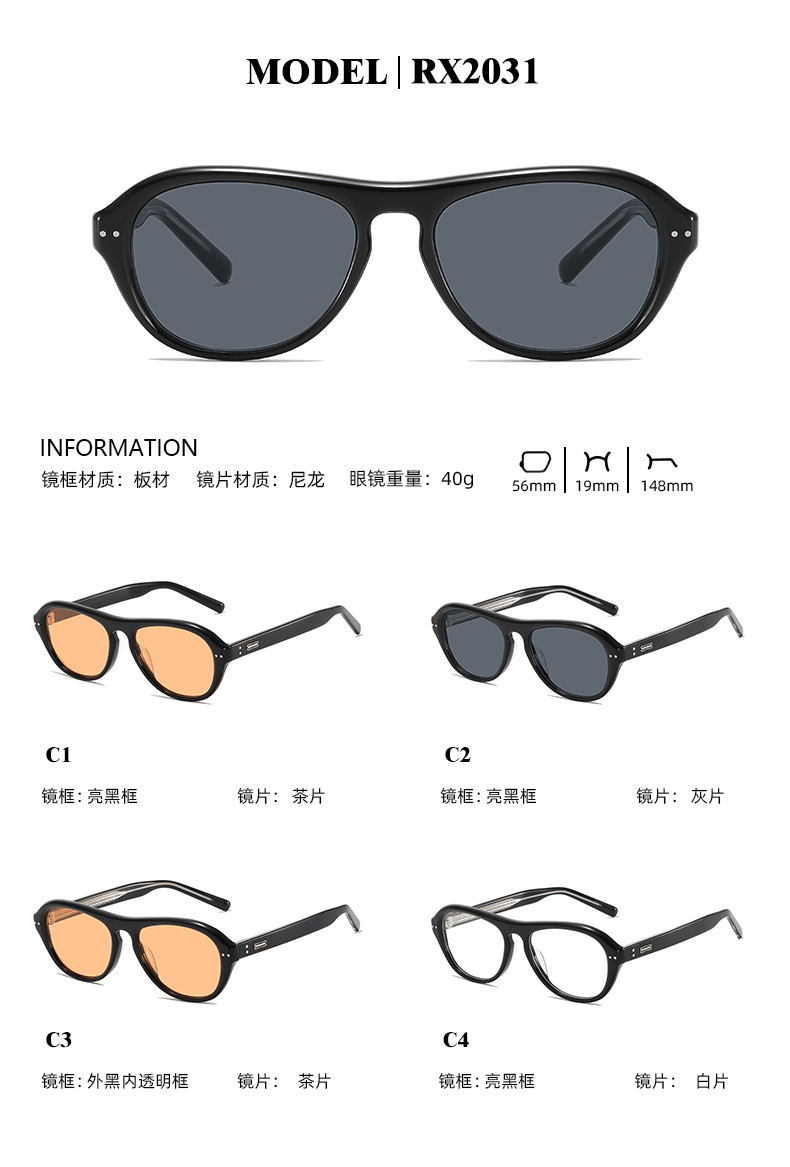 MODEL | RX2031
INFORMATION
镜框材质：板材 镜片材质：尼龙 眼镜重量：40g
56mm 19mm 148mm
C1 C2
镜框：亮黑框 镜片： 茶片 镜框：亮黑框 镜片： 灰片
C3 C4
镜框：外黑内透明框 镜片： 茶片 镜框：亮黑框 镜片： 白片